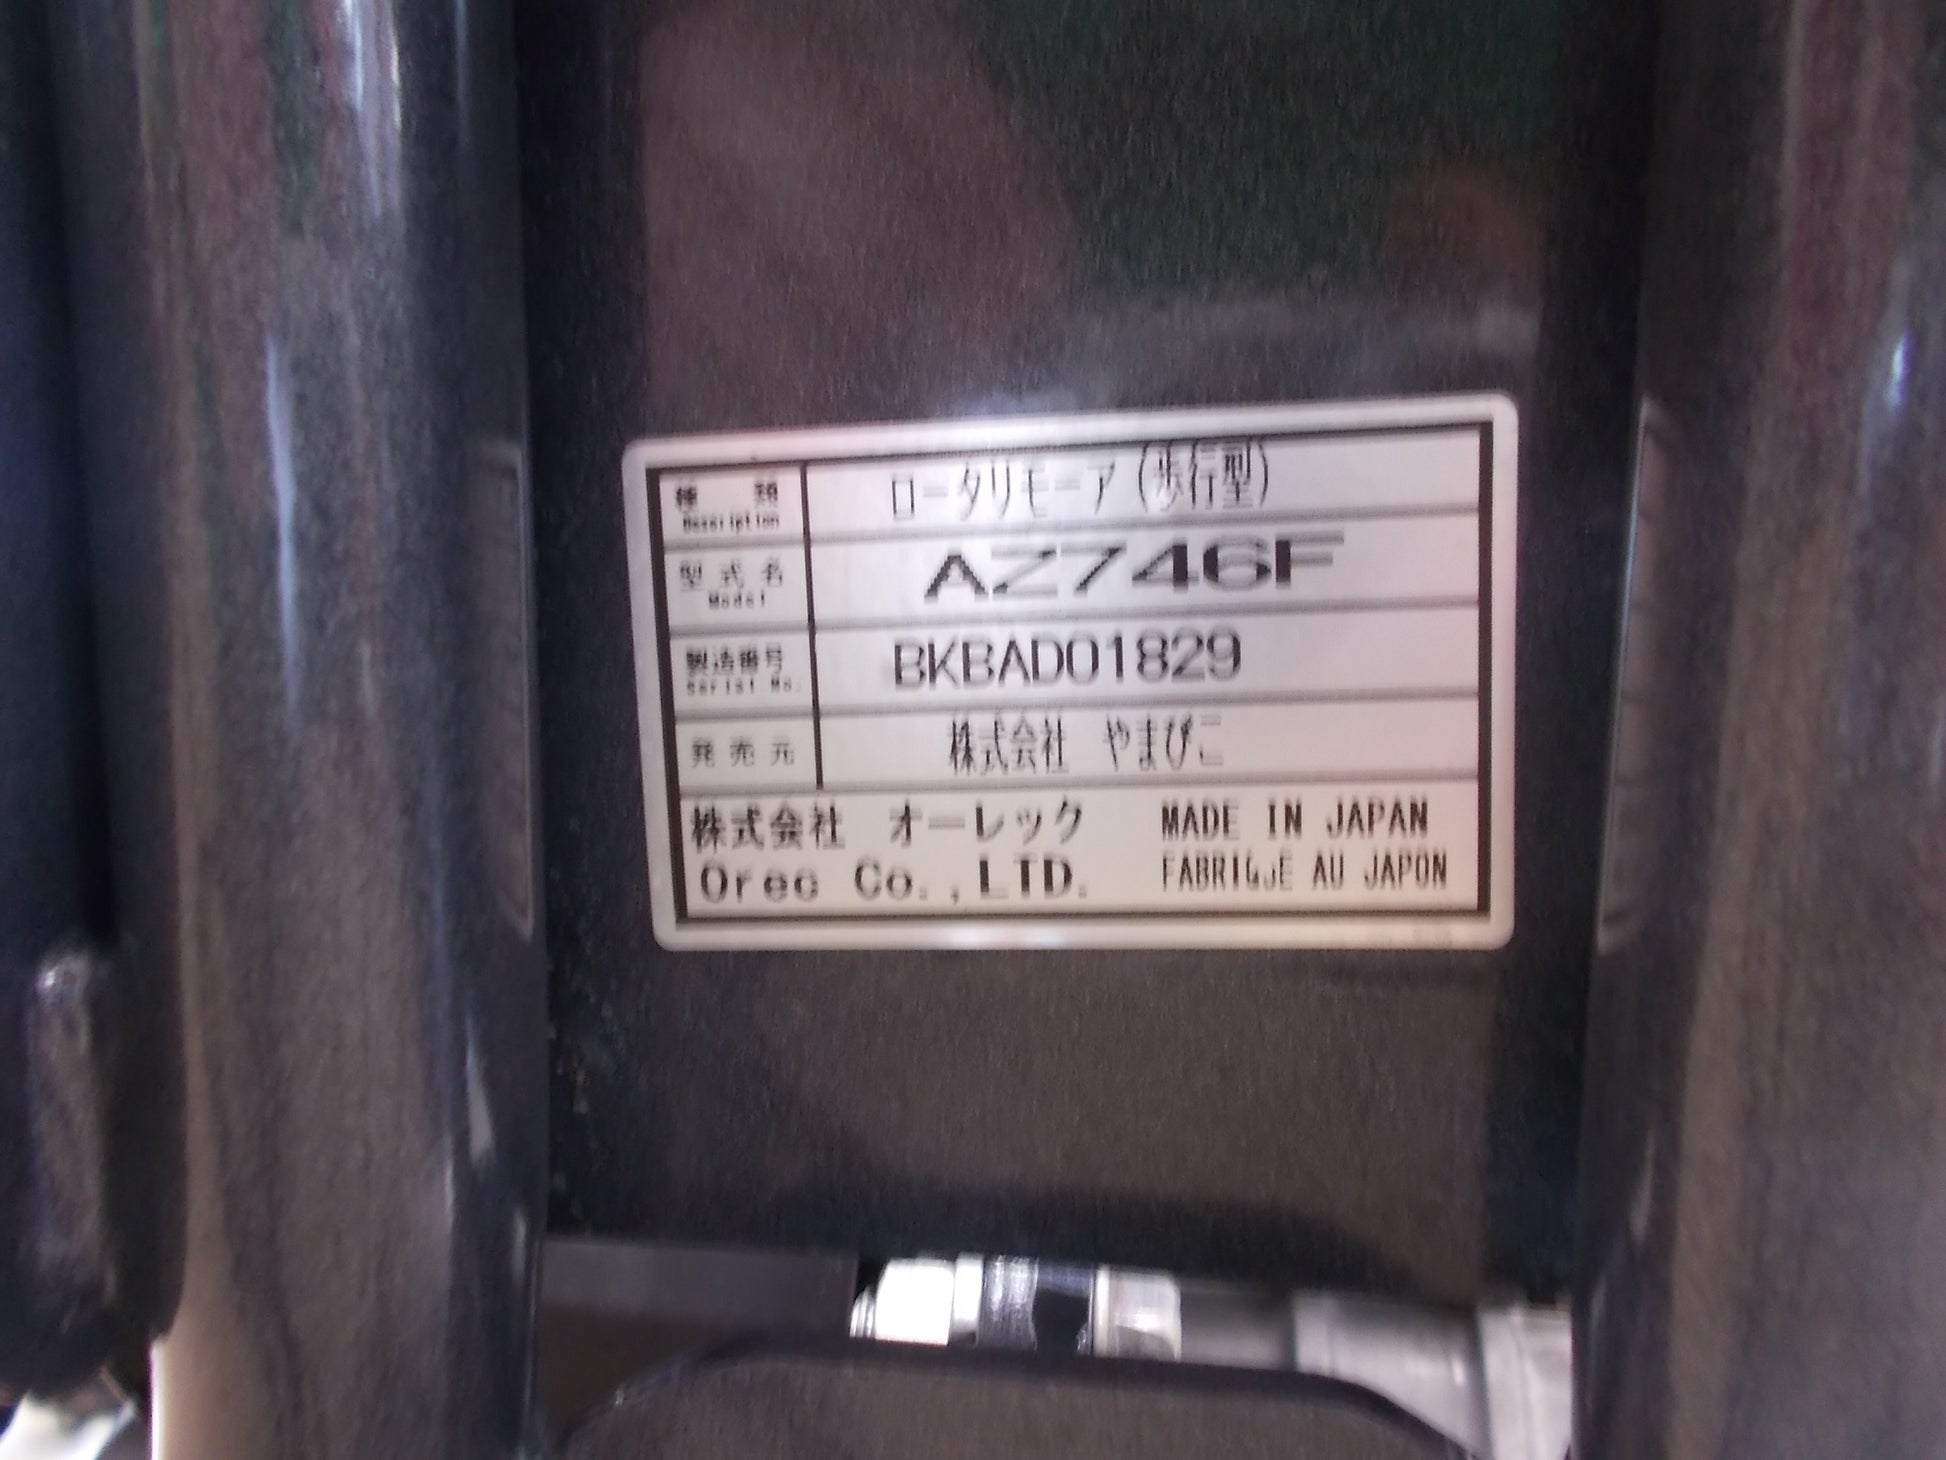 種類 ロータリモーア(歩行型)
Description
型式名 AZ746F
Model
製造番号 BKBAD01829
Serial No.
発売元 株式会社 やまびこ
株式会社 オーレック MADE IN JAPAN
Orec Co.,LTD. FABRIQUE AU JAPON